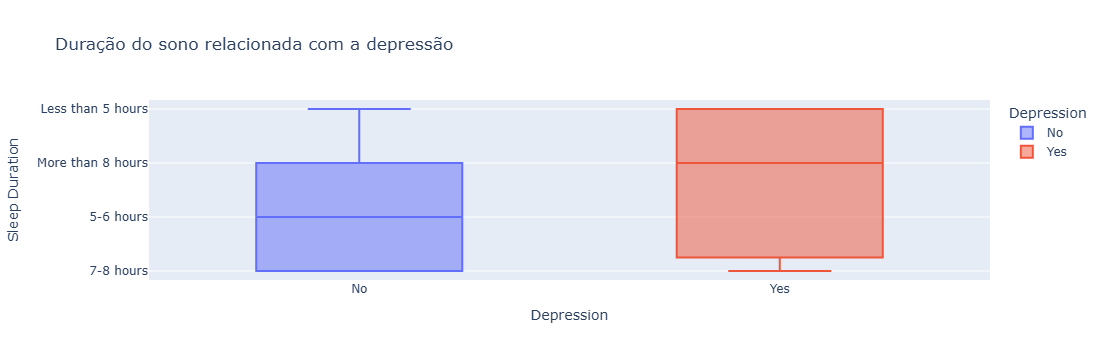 Duração do sono relacionada com a depressão
Sleep Duration
Less than 5 hours
More than 8 hours
5-6 hours
7-8 hours
No
Yes
Depression
Depression
No
Yes